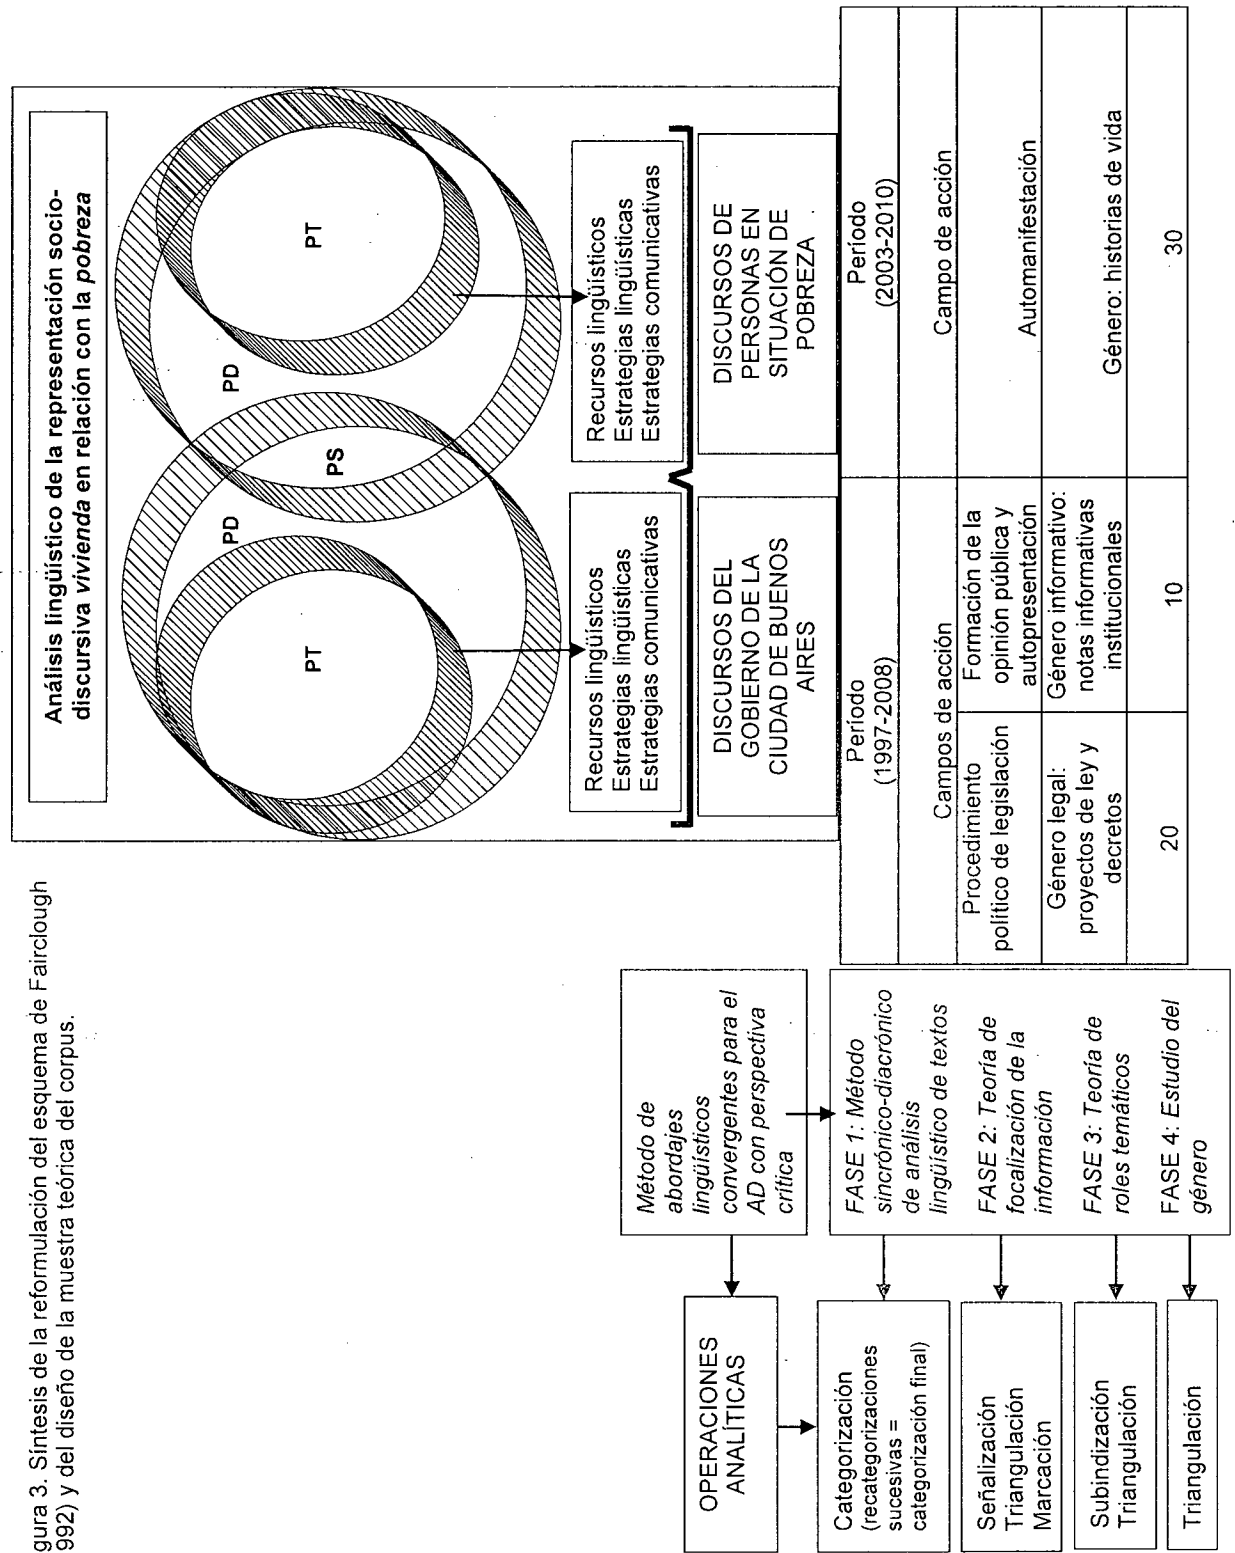 gura 3. Síntesis de la reformulación del esquema de Fairclough
992) y del diseño de la muestra teórica del corpus.
Análisis lingüístico de la representación socio-
discursiva vivienda en relación con la pobreza
PT
PD
PS
PD
PT
Recursos lingüísticos
Estrategias lingüísticas
Estrategias comunicativas
Recursos lingüísticos
Estrategias lingüísticas
Estrategias comunicativas
DISCURSOS DEL
GOBIERNO DE LA
CIUDAD DE BUENOS
AIRES
DISCURSOS DE
PERSONAS EN
SITUACIÓN DE
POBREZA
Período
(1997-2008)
Período
(2003-2010)
Campos de acción
Campo de acción
Procedimiento
político de legislación
Formación de la
opinión pública y
autopresentación
Automanifestación
Género legal:
proyectos de ley y
decretos
Género informativo:
notas informativas
institucionales
Género: historias de vida
20
10
30
Método de
abordajes
lingüísticos
convergentes para el
AD con perspectiva
crítica
OPERACIONES
ANALÍTICAS
FASE 1: Método
sincrónico-diacrónico
de análisis
lingüístico de textos
FASE 2: Teoría de
focalización de la
información
FASE 3: Teoría de
roles temáticos
FASE 4: Estudio del
género
Categorización
(recategorizaciones
sucesivas =
categorización final)
Señalización
Triangulación
Marcación
Subindización
Triangulación
Triangulación